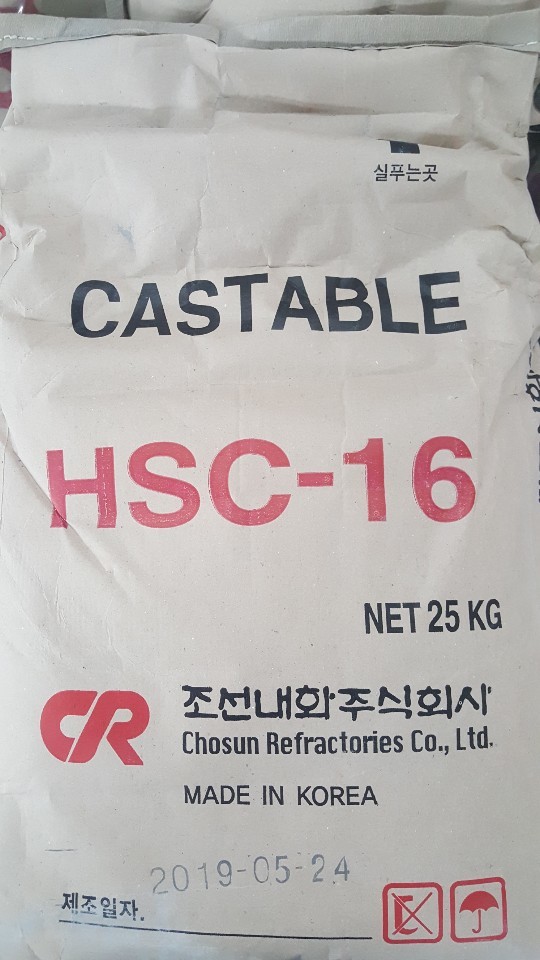 실푸는곳
CASTABLE
HSC-16
NET 25 KG
CR
조선내화주식회사
Chosun Refractories Co., Ltd.
MADE IN KOREA
2019-05-24
제조일자.